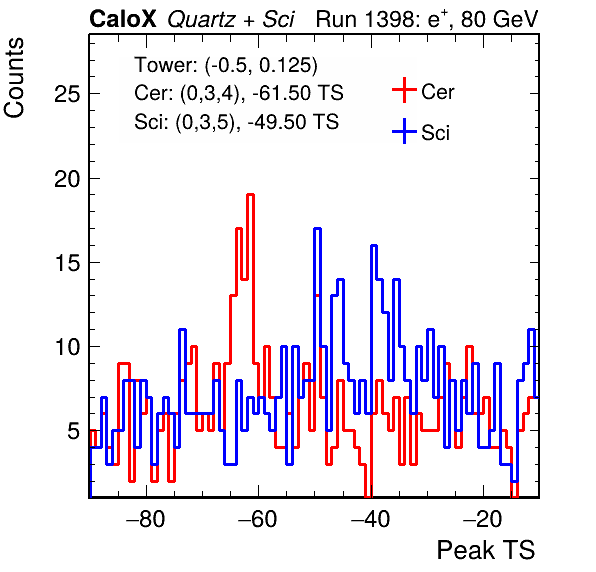 CaloX Quartz + Sci Run 1398: e+, 80 GeV
Tower: (-0.5, 0.125)
Cer: (0,3,4), -61.50 TS
Sci: (0,3,5), -49.50 TS
Cer
Sci
Counts
25
20
15
10
5
−80 −60 −40 −20
Peak TS